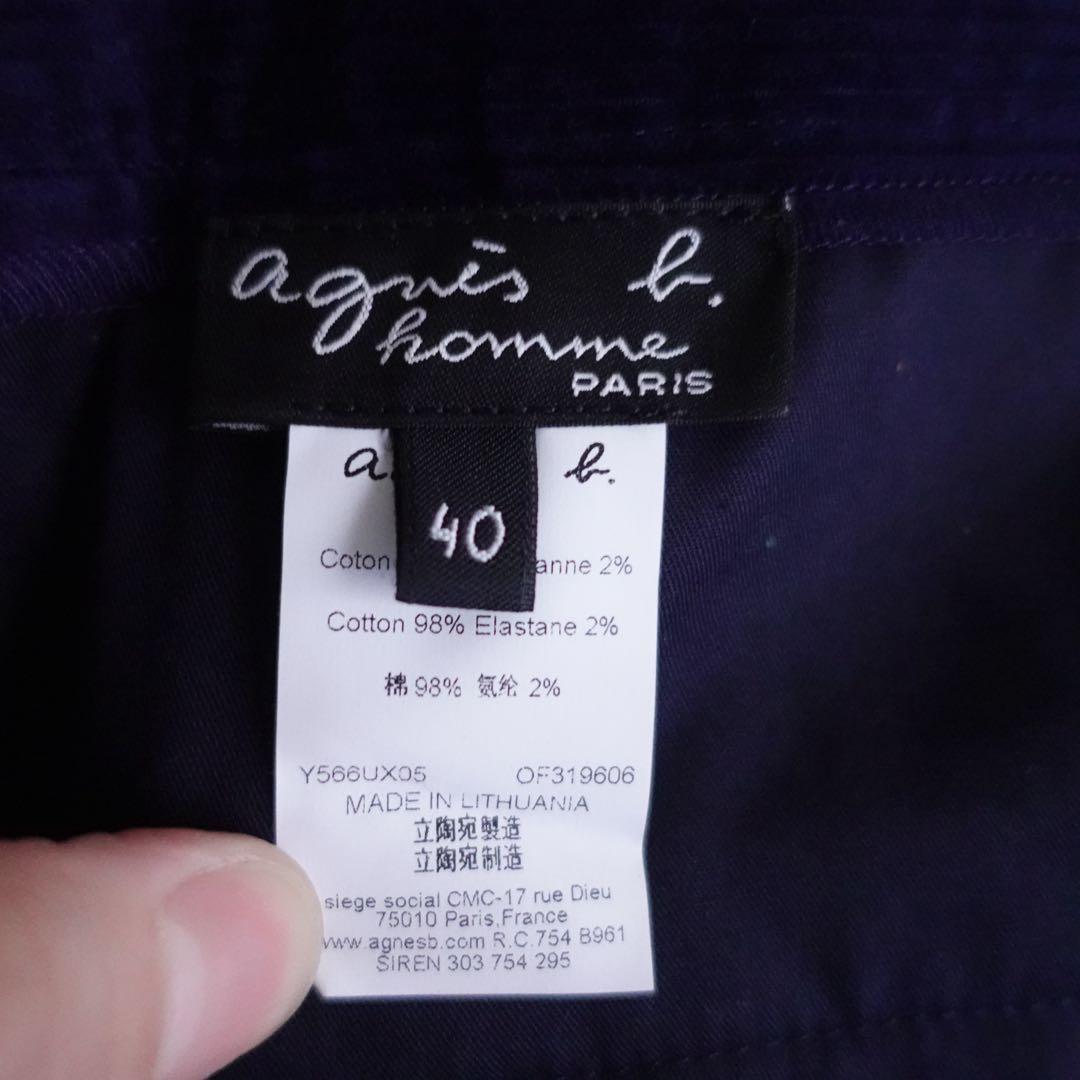 agnès b.
homme
PARIS
a b.
40
Coton anne 2%
Cotton 98% Elastane 2%
棉 98% 氨纶 2%
Y566UX05 OF319606
MADE IN LITHUANIA
立陶宛製造
立陶宛制造
siege social CMC-17 rue Dieu
75010 Paris,France
www.agnesb.com R.C.754 B961
SIREN 303 754 295